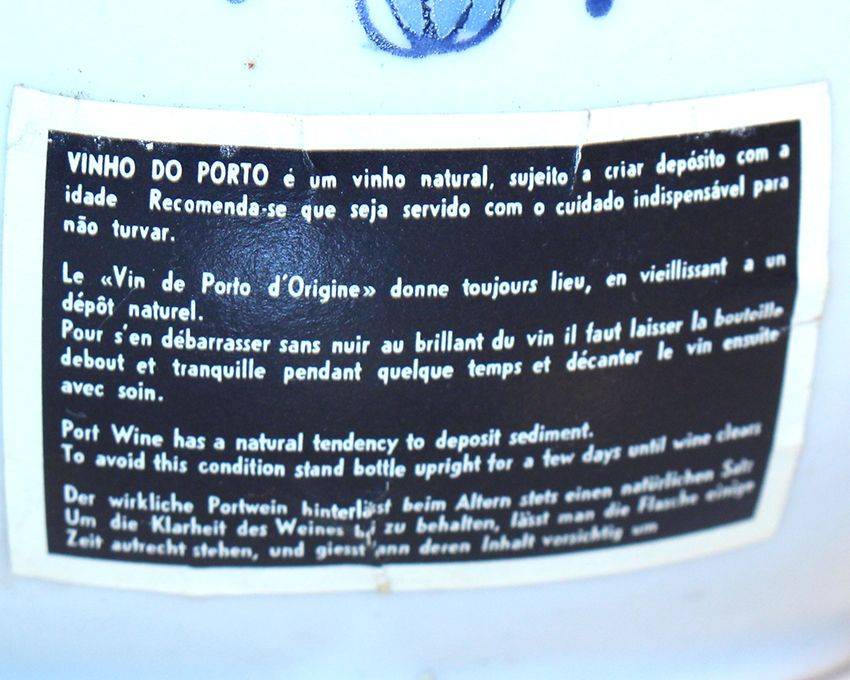 VINHO DO PORTO é um vinho natural, sujeito a criar depósito com a
idade Recomenda-se que seja servido com o cuidado indispensável para
não turvar.
Le «Vin de Porto d'Origine» donne toujours lieu, en vieillissant a un
dépôt naturel.
Pour s'en débarrasser sans nuir au brillant du vin il faut laisser la bouteille
debout et tranquille pendant quelque temps et décanter le vin ensuite
avec soin.
Port Wine has a natural tendency to deposit sediment.
To avoid this condition stand bottle upright for a few days until wine clears
Der wirkliche Portwein hinterlässt beim Altern stets einen natürlichen Satz
Um die Klarheit des Weines zu behalten, lässt man die Flasche einige
Zeit aufrecht stehen, und giesst dann deren Inhalt vorsichtig um